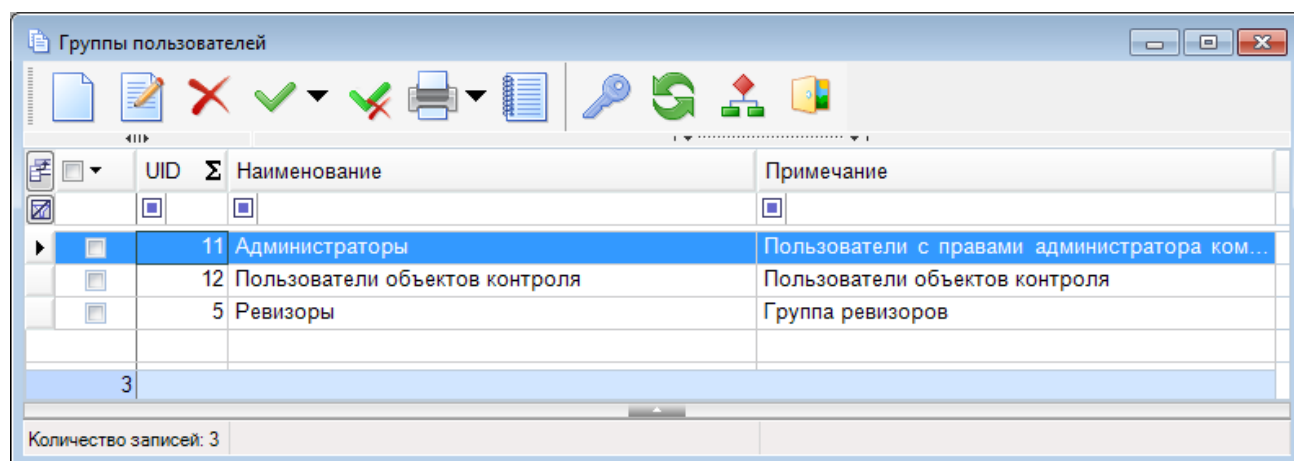 Группы пользователей
UID Σ Наименование Примечание
11 Администраторы Пользователи с правами администратора ком...
12 Пользователи объектов контроля Пользователи объектов контроля
5 Ревизоры Группа ревизоров
3
Количество записей: 3